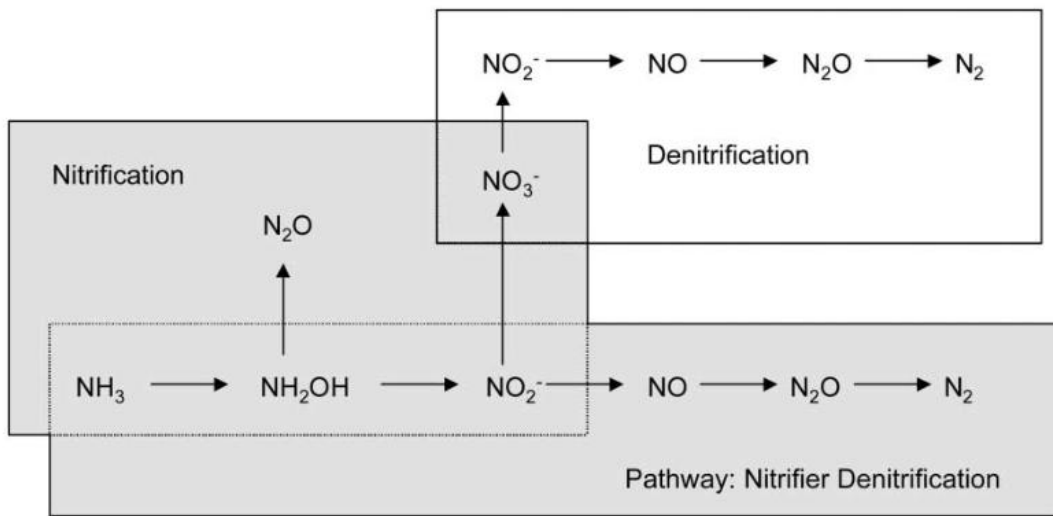 NO₂⁻ → NO → N₂O → N₂
Denitrification
Nitrification
NO₃⁻
N₂O
NH₃ → NH₂OH → NO₂⁻ → NO → N₂O → N₂
Pathway: Nitrifier Denitrification